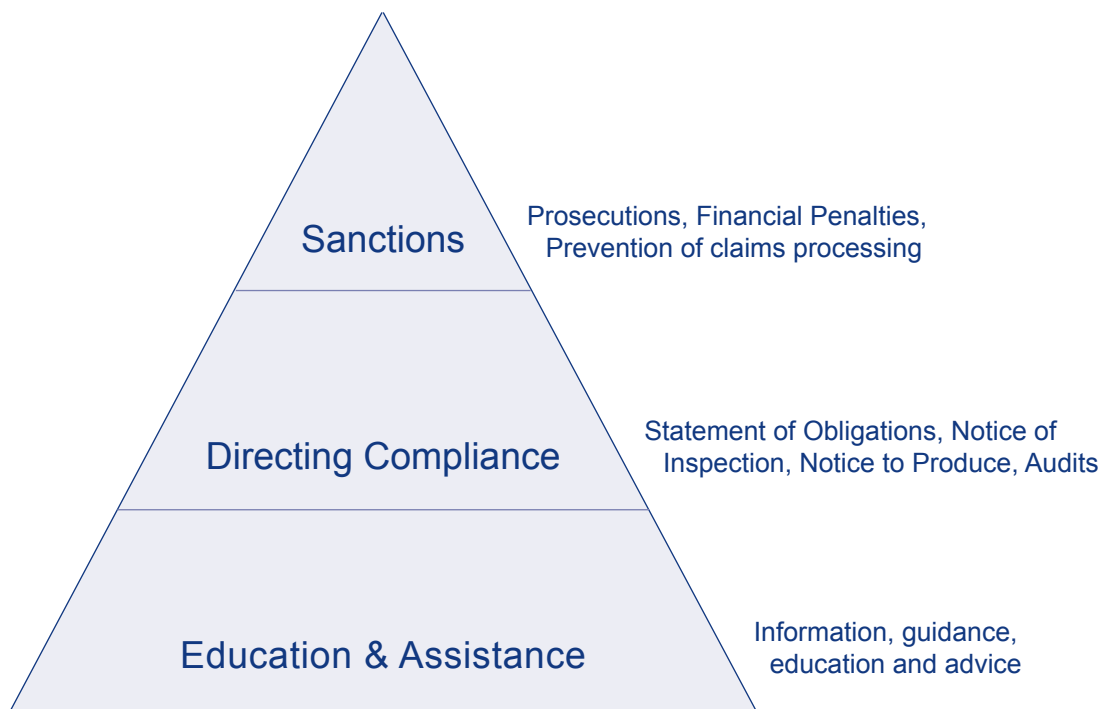 Sanctions
Prosecutions, Financial Penalties,
Prevention of claims processing
Directing Compliance
Statement of Obligations, Notice of
Inspection, Notice to Produce, Audits
Education & Assistance
Information, guidance,
education and advice